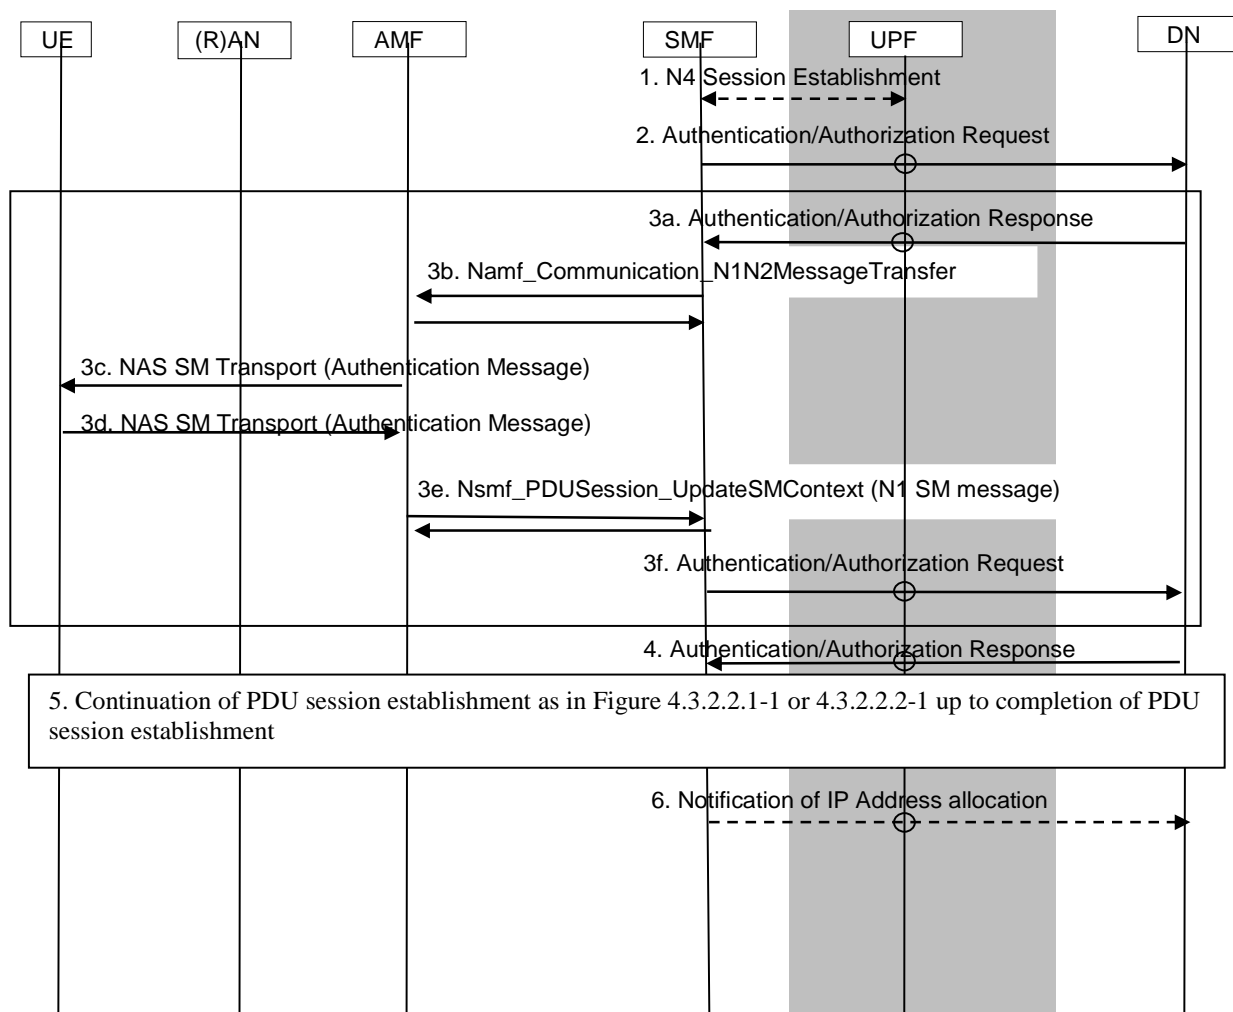 UE
(R)AN
AMF
SMF
UPF
DN
1. N4 Session Establishment
2. Authentication/Authorization Request
3a. Authentication/Authorization Response
3b. Namf_Communication_N1N2MessageTransfer
3c. NAS SM Transport (Authentication Message)
3d. NAS SM Transport (Authentication Message)
3e. Nsmf_PDUSession_UpdateSMContext (N1 SM message)
3f. Authentication/Authorization Request
4. Authentication/Authorization Response
5. Continuation of PDU session establishment as in Figure 4.3.2.2.1-1 or 4.3.2.2.2-1 up to completion of PDU
session establishment
6. Notification of IP Address allocation